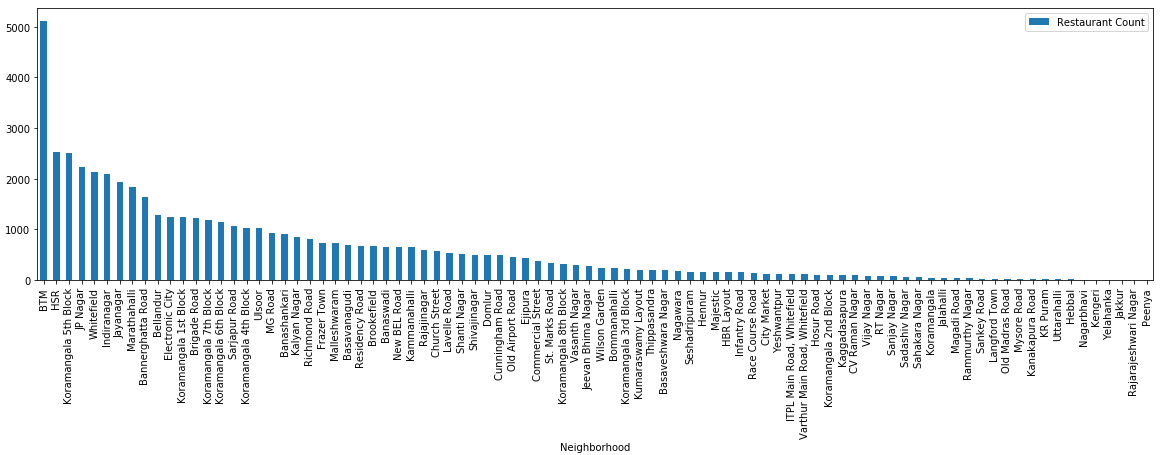 5000
4000
3000
2000
1000
0
Restaurant Count
BTM
HSR
Koramangala 5th Block
JP Nagar
Whitefield
Indiranagar
Jayanagar
Marathahalli
Bannerghatta Road
Bellandur
Electronic City
Koramangala 1st Block
Brigade Road
Koramangala 7th Block
Koramangala 6th Block
Sarjapur Road
Koramangala 4th Block
Ulsoor
MG Road
Banashankari
Kalyan Nagar
Richmond Road
Frazer Town
Malleshwaram
Basavanagudi
Residency Road
Brookefield
Banaswadi
New BEL Road
Kammanahalli
Rajajinagar
Church Street
Lavelle Road
Shanti Nagar
Shivajinagar
Domlur
Cunningham Road
Old Airport Road
Ejipura
Commercial Street
St. Marks Road
Koramangala 8th Block
Vasanth Nagar
Jeevan Bhima Nagar
Wilson Garden
Bommanahalli
Koramangala 3rd Block
Kumaraswamy Layout
Thippasandra
Basaveshwara Nagar
Nagawara
Seshadripuram
Hennur
Majestic
HBR Layout
Infantry Road
Race Course Road
City Market
Yeshwantpur
ITPL Main Road, Whitefield
Varthur Main Road, Whitefield
Hosur Road
Koramangala 2nd Block
Kaggadasapura
CV Raman Nagar
Vijay Nagar
RT Nagar
Sanjay Nagar
Sadashiv Nagar
Sahakara Nagar
Koramangala
Jalahalli
Magadi Road
Rammurthy Nagar
Sankey Road
Langford Town
Old Madras Road
Mysore Road
Kanakapura Road
KR Puram
Uttarahalli
Hebbal
Nagarbhavi
Kengeri
Yelahanka
Jakkur
Rajarajeshwari Nagar
Peenya
Neighborhood